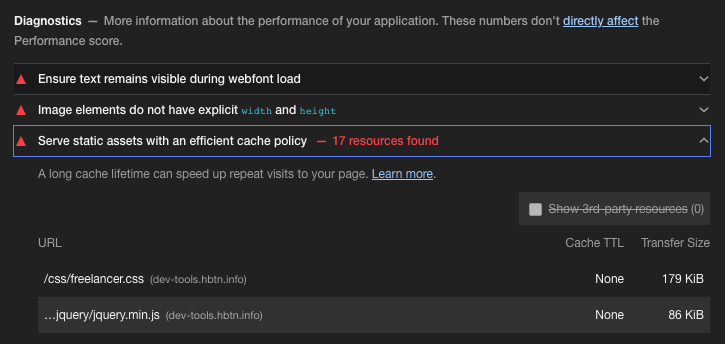 Diagnostics — More information about the performance of your application. These numbers don't directly affect the
Performance score.
Ensure text remains visible during webfont load
Image elements do not have explicit width and height
Serve static assets with an efficient cache policy — 17 resources found
A long cache lifetime can speed up repeat visits to your page. Learn more.
Show 3rd-party resources (0)
URL Cache TTL Transfer Size
/css/freelancer.css (dev-tools.hbtn.info) None 179 KiB
…jquery/jquery.min.js (dev-tools.hbtn.info) None 86 KiB